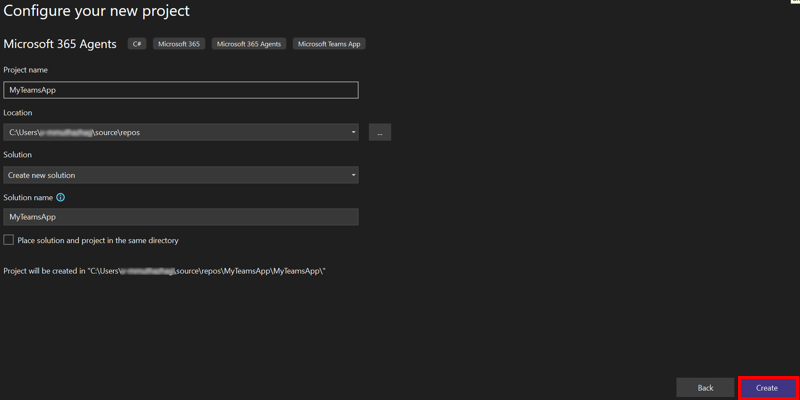 Configure your new project
Microsoft 365 Agents C# Microsoft 365 Microsoft 365 Agents Microsoft Teams App
Project name
MyTeamsApp
Location
C:\Users\ \source\repos
...
Solution
Create new solution
Solution name
MyTeamsApp
Place solution and project in the same directory
Project will be created in "C:\Users\ \source\repos\MyTeamsApp\MyTeamsApp\"
Back Create